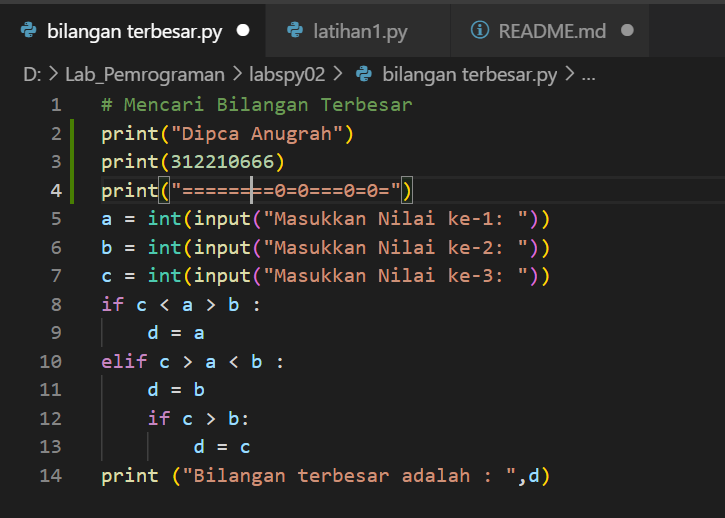 bilangan terbesar.py ● latihan1.py README.md ●
D: > Lab_Pemrograman > labspy02 > bilangan terbesar.py > ...
1 # Mencari Bilangan Terbesar
2 print("Dipca Anugrah")
3 print(312210666)
4 print("========0=0===0=0=")
5 a = int(input("Masukkan Nilai ke-1: "))
6 b = int(input("Masukkan Nilai ke-2: "))
7 c = int(input("Masukkan Nilai ke-3: "))
8 if c < a > b :
9     d = a
10 elif c > a < b :
11     d = b
12     if c > b:
13         d = c
14 print ("Bilangan terbesar adalah : ",d)